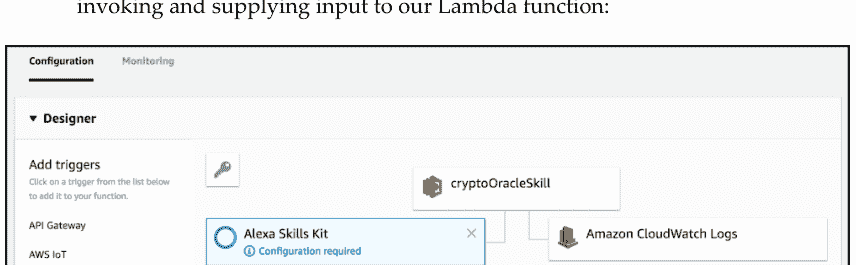 invoking and supplying input to our Lambda function:
Configuration Monitoring
▼ Designer
Add triggers
Click on a trigger from the list below
to add it to your function.
API Gateway
AWS IoT
cryptoOracleSkill
Alexa Skills Kit
Configuration required
Amazon CloudWatch Logs